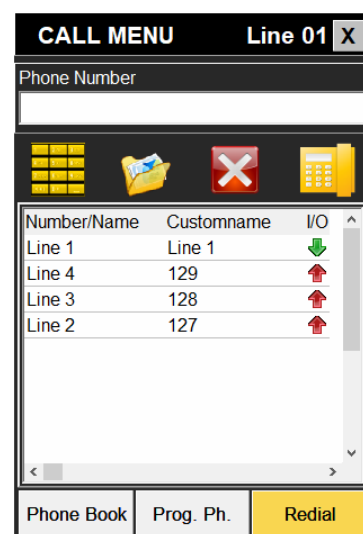 CALL MENU Line 01 X
Phone Number
Number/Name Customname I/O
Line 1 Line 1
Line 4 129
Line 3 128
Line 2 127
Phone Book Prog. Ph. Redial